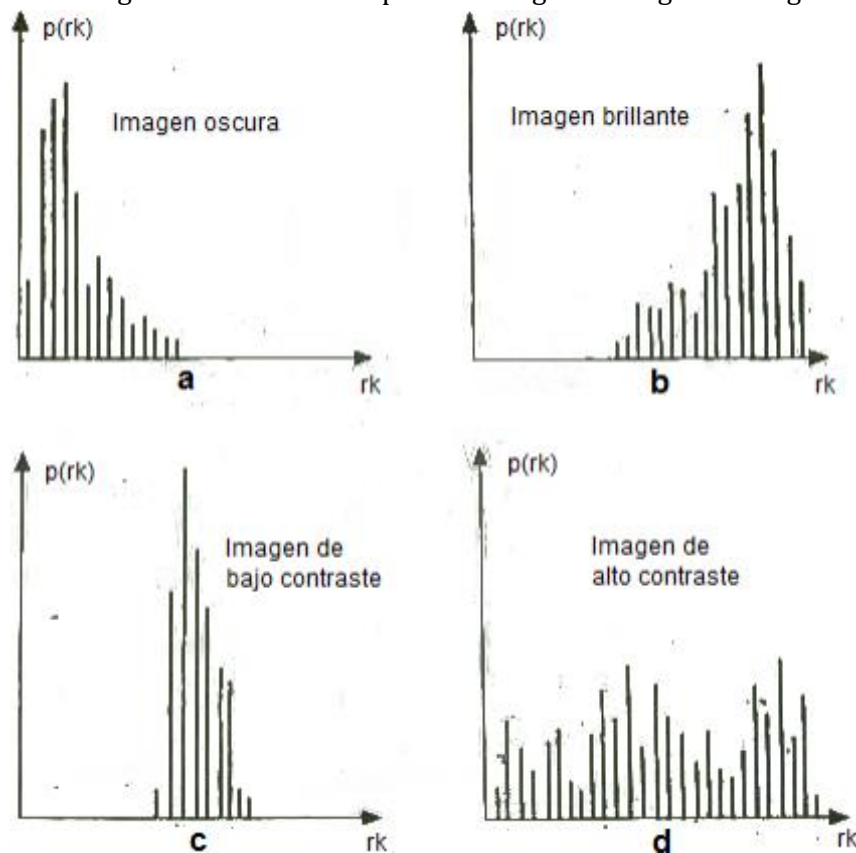 p(rk)
Imagen oscura
a
rk
p(rk)
Imagen brillante
b
rk
p(rk)
Imagen de
bajo contraste
c
rk
p(rk)
Imagen de
alto contraste
d
rk